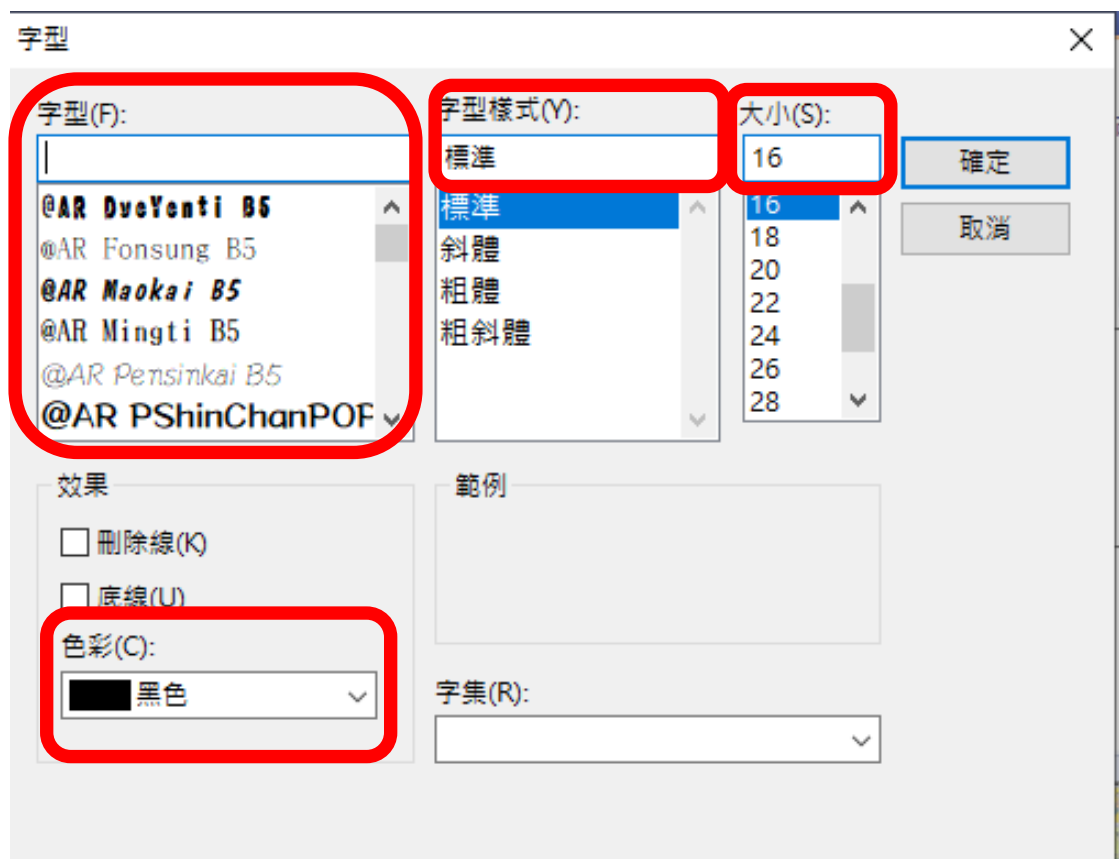 字型
字型(F):
字型樣式(Y):
大小(S):
標準
16
確定
@AR DveYenti B5
@AR Fonsung B5
@AR Maokai B5
@AR Mingti B5
@AR Pensinkai B5
@AR PShinChanPOP
標準
斜體
粗體
粗斜體
16
18
20
22
24
26
28
取消
效果
刪除線(K)
底線(U)
色彩(C):
黑色
範例
字集(R):